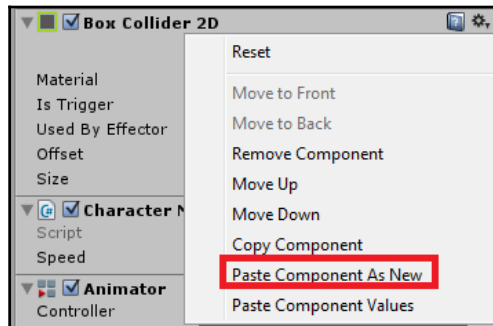 Box Collider 2D
Reset
Material
Is Trigger
Move to Front
Used By Effector
Move to Back
Offset
Remove Component
Size
Move Up
Character
Move Down
Script
Copy Component
Speed
Paste Component As New
Animator
Controller
Paste Component Values